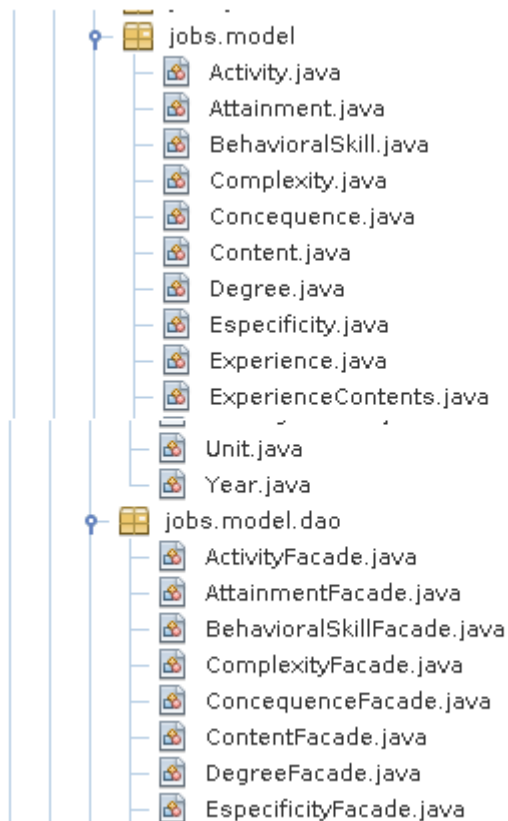 jobs.model
Activity.java
Attainment.java
BehavioralSkill.java
Complexity.java
Concequence.java
Content.java
Degree.java
Especificity.java
Experience.java
ExperienceContents.java
Unit.java
Year.java
jobs.model.dao
ActivityFacade.java
AttainmentFacade.java
BehavioralSkillFacade.java
ComplexityFacade.java
ConcequenceFacade.java
ContentFacade.java
DegreeFacade.java
EspecificityFacade.java